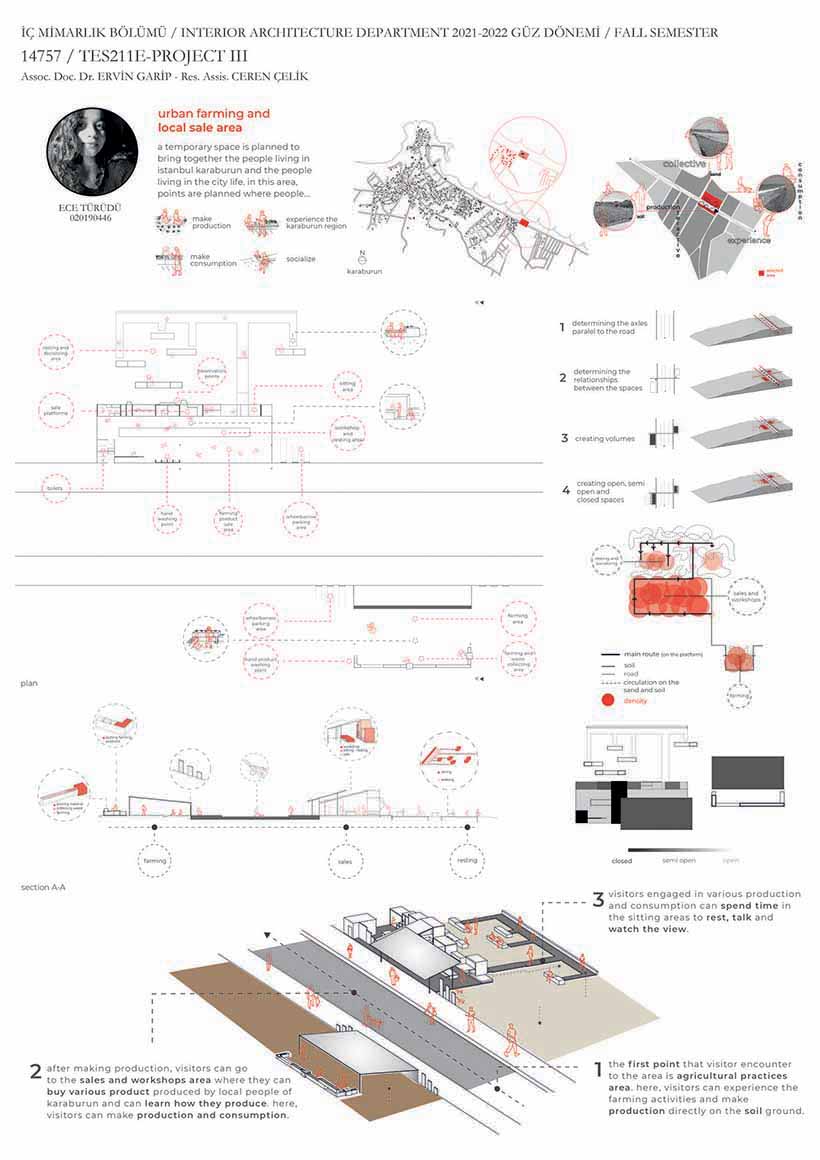 İÇ MİMARLIK BÖLÜMÜ / INTERIOR ARCHITECTURE DEPARTMENT 2021-2022 GÜZ DÖNEMİ / FALL SEMESTER
14757 / TES211E-PROJECT III
Assoc. Doc. Dr. ERVİN GARİP - Res. Assis. CEREN ÇELİK
ECE TÜRÜDÜ
020190446
urban farming and
local sale area
a temporary space is planned to
bring together the people living in
istanbul karaburun and the people
living in the city life, in this area,
points are planned where people...
make
production
experience the
karaburun region
make
consumption
socialize
N
karaburun
collective
sand
production
soil
consumption
experience
selected
area
1 determining the axles
paralel to the road
2 determining the
relationships
between the spaces
3 creating volumes
4 creating open, semi
open and
closed spaces
resting and
socializing
area
observation
points
sitting
area
sale
platforms
workshop
and
resting area
toilets
hand
washing
point
farming
product
sale
area
wheelbarrow
parking
area
wheelbarrow
parking
area
farming
area
hand product
washing
point
farming and
waste
collecting
area
plan
resting and
socializing
sales and
workshops
farming
main route (on the platform)
soil
road
circulation on the
sand and soil
density
farming
sales
resting
section A-A
closed
semi open
open
3 visitors engaged in various production
and consumption can spend time in
the sitting areas to rest, talk and
watch the view.
2 after making production, visitors can go
to the sales and workshops area where they can
buy various product produced by local people of
karaburun and can learn how they produce. here,
visitors can make production and consumption.
1 the first point that visitor encounter
to the area is agricultural practices
area. here, visitors can experience the
farming activities and make
production directly on the soil ground.